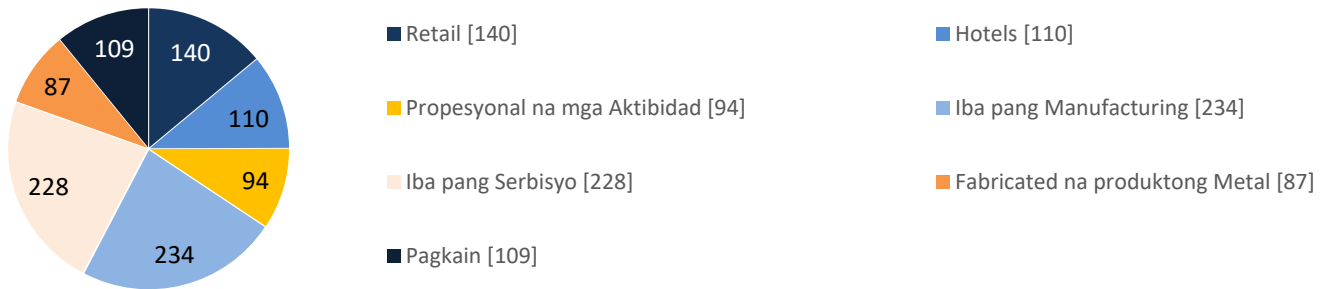 140
110
94
234
228
87
109
Retail [140]
Hotels [110]
Propesyonal na mga Aktibidad [94]
Iba pang Manufacturing [234]
Iba pang Serbisyo [228]
Fabricated na produktong Metal [87]
Pagkain [109]